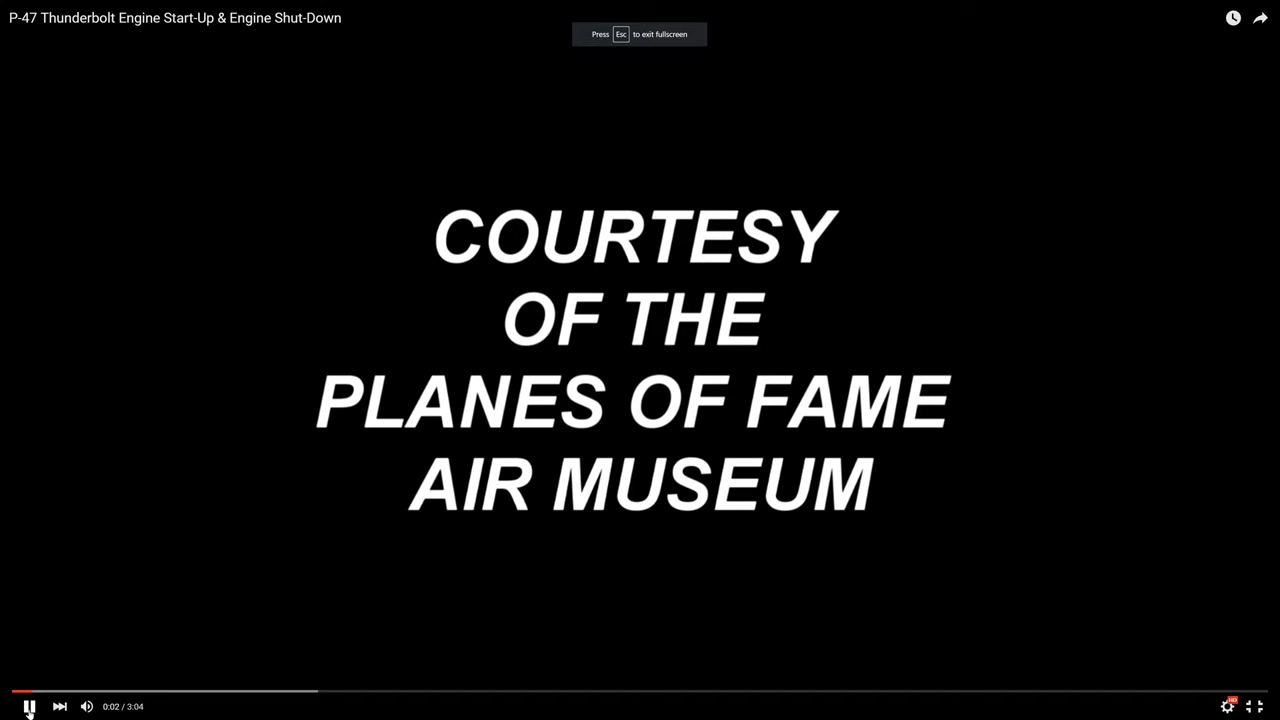 P-47 Thunderbolt Engine Start-Up & Engine Shut-Down
Press Esc to exit fullscreen
COURTESY
OF THE
PLANES OF FAME
AIR MUSEUM
0:02 / 3:04
HD